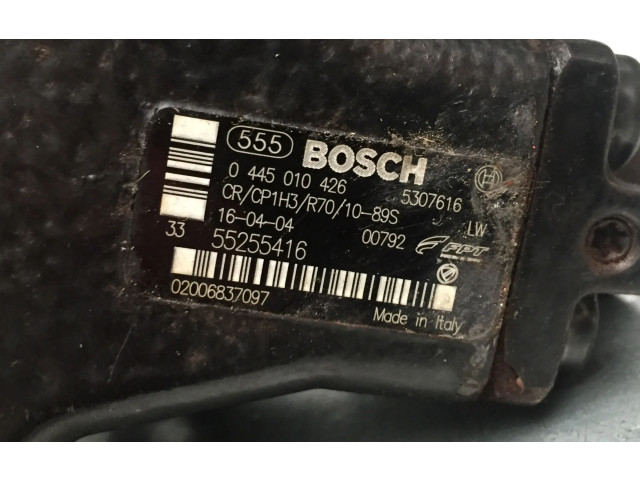 555 BOSCH
0 445 010 426 5307616
CR/CP1H3/R70/10-89S LW
16-04-04 00792 FPT
33 55255416
02006837097
Made in Italy